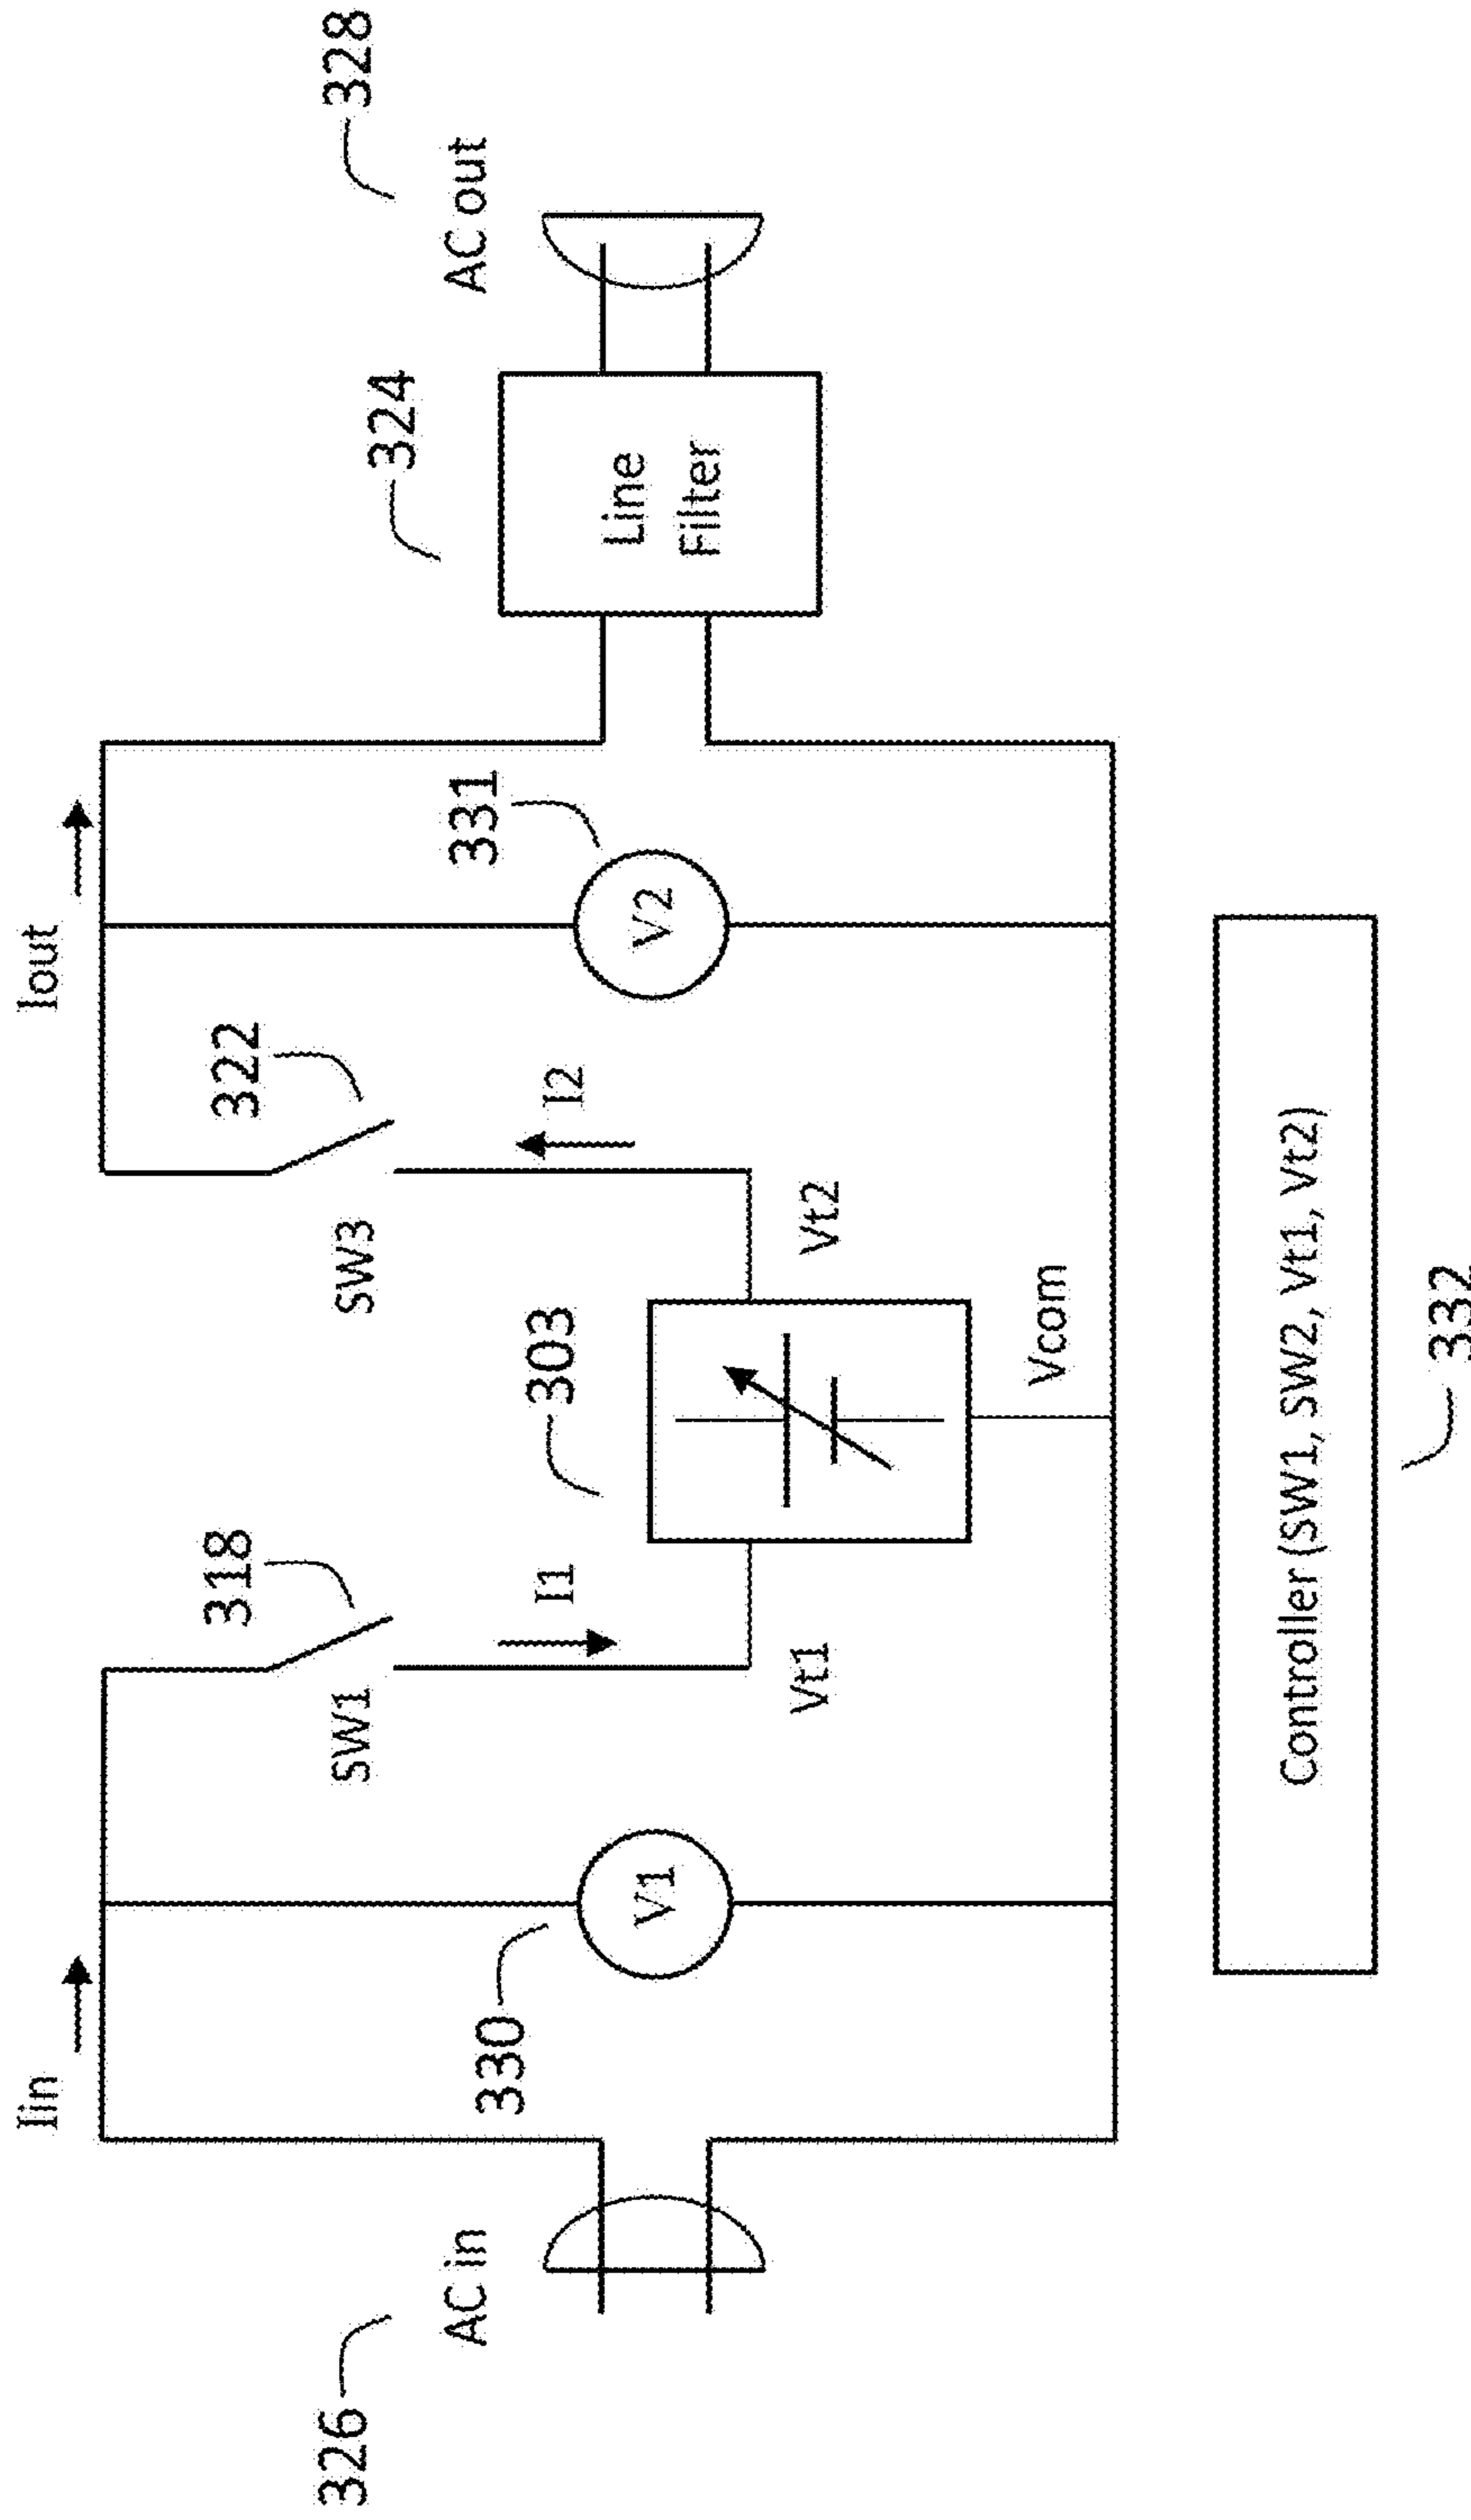 Iin
Iout
318
322
328
SW1
SW3
326
AC in
330
I1
303
I2
331
324
AC out
V1
V2
Line
Filter
Vt1
Vt2
Vcom
Controller (SW1, SW2, Vt1, Vt2)
332